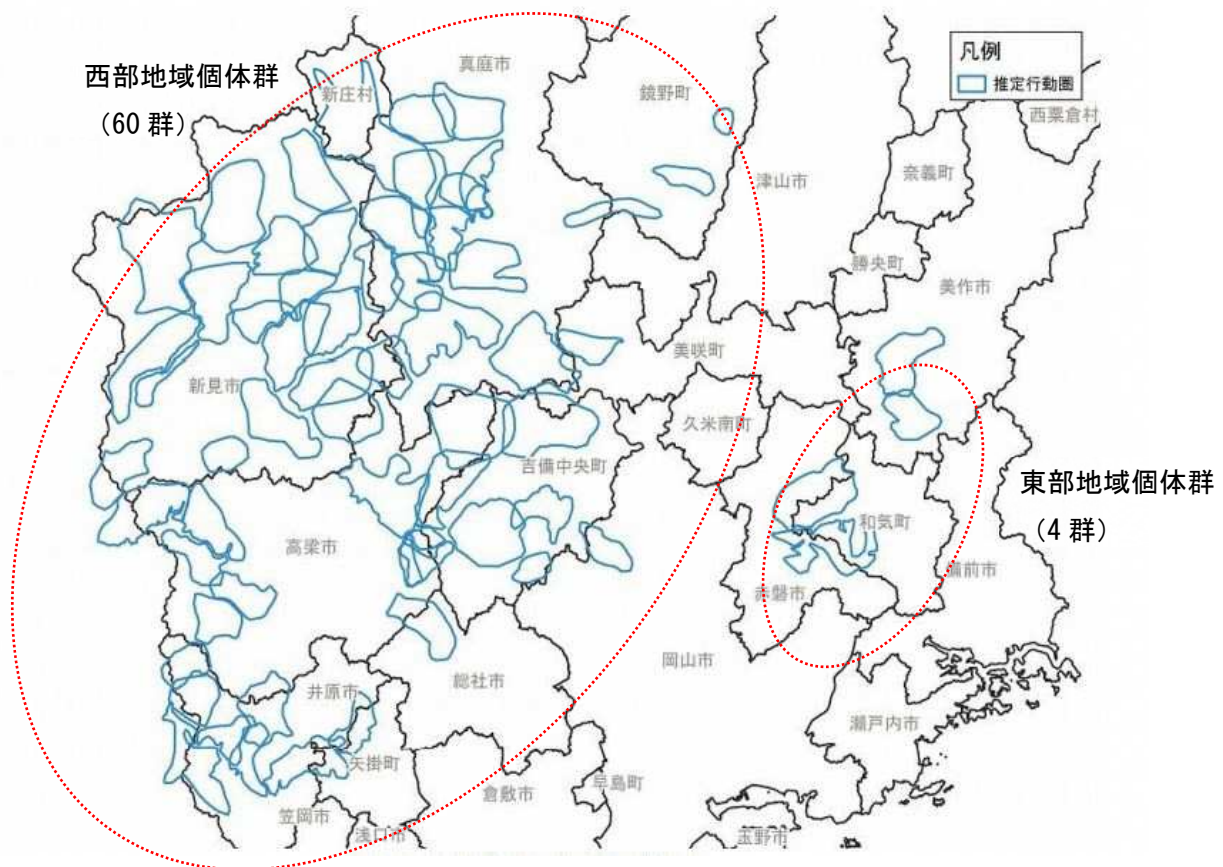 西部地域個体群
（60 群）
凡例
推定行動圏
真庭市
新庄村
鏡野町
西粟倉村
奈義町
津山市
勝央町
美作市
美咲町
新見市
久米南町
吉備中央町
東部地域個体群
（4 群）
和気町
高梁市
備前市
赤磐市
岡山市
総社市
井原市
瀬戸内市
矢掛町
早島町
倉敷市
笠岡市
浅口市
玉野市